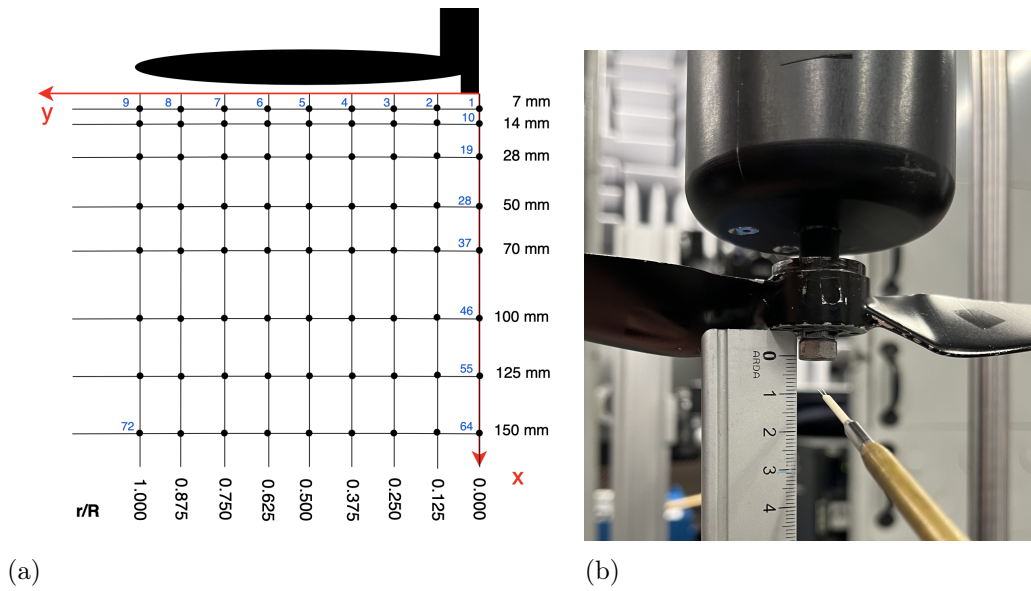 9 8 7 6 5 4 3 2 1 7 mm
y
10 14 mm
19 28 mm
28 50 mm
37 70 mm
46 100 mm
55 125 mm
72 64 150 mm
x
r/R 1.000 0.875 0.750 0.625 0.500 0.375 0.250 0.125 0.000
0
ARDA
1
2
3
4
(a) (b)